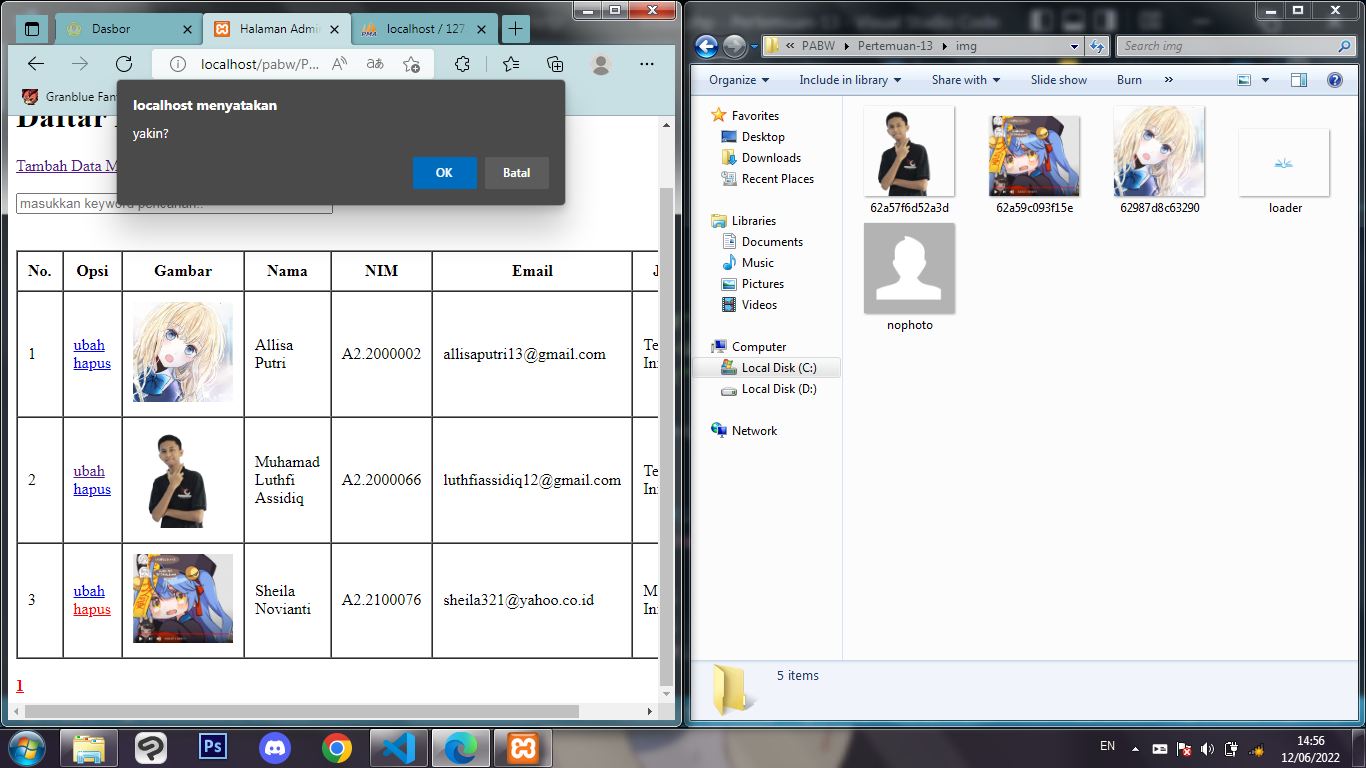 Dasbor
Halaman Admin
localhost / 127
localhost/pabw/P...
Granblue Fant
localhost menyatakan
yakin?
OK
Batal
Daftar
Tambah Data M
masukkan keyword pencarian..
No. Opsi Gambar Nama NIM Email J
1 ubah hapus Allisa Putri A2.2000002 allisaputri13@gmail.com Te In
2 ubah hapus Muhamad Luthfi Assidiq A2.2000066 luthfiassidiq12@gmail.com Te In
3 ubah hapus Sheila Novianti A2.2100076 sheila321@yahoo.co.id M In
1
« PABW Pertemuan-13 img
Search img
Organize Include in library Share with Slide show Burn »
Favorites
Desktop
Downloads
Recent Places
Libraries
Documents
Music
Pictures
Videos
Computer
Local Disk (C:)
Local Disk (D:)
Network
62a57f6d52a3d
62a59c093f15e
62987d8c63290
loader
nophoto
5 items
Ps
EN
14:56
12/06/2022